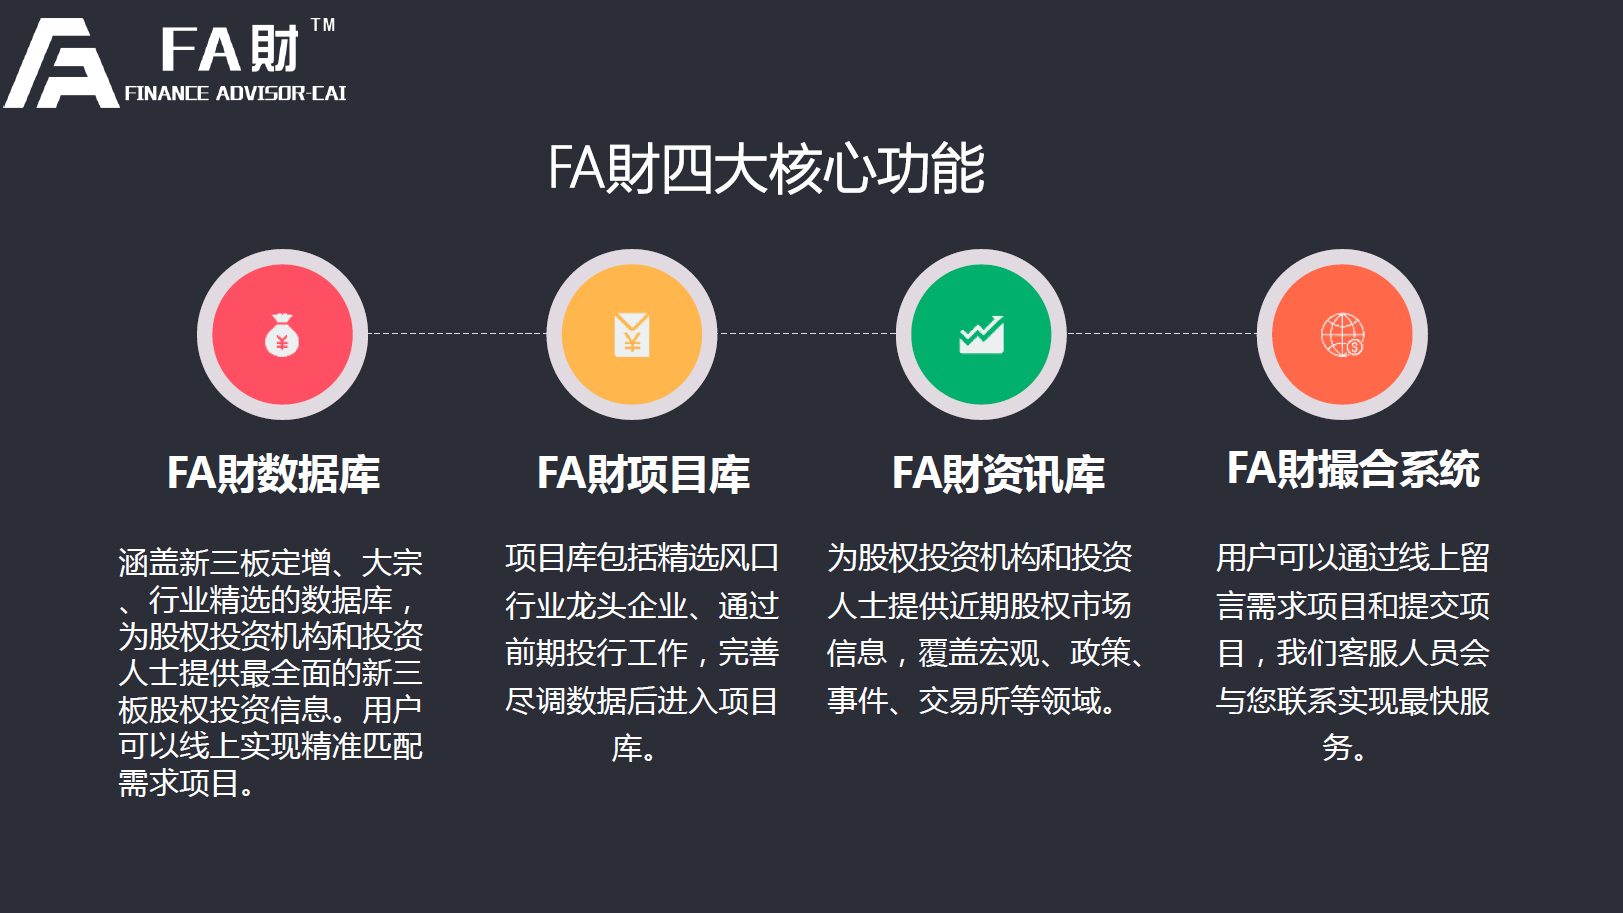 FA財 TM
FINANCE ADVISOR-CAI
FA財四大核心功能
FA財数据库
涵盖新三板定增、大宗
、行业精选的数据库，
为股权投资机构和投资
人士提供最全面的新三
板股权投资信息。用户
可以线上实现精准匹配
需求项目。
FA財项目库
项目库包括精选风口
行业龙头企业、通过
前期投行工作，完善
尽调数据后进入项目
库。
FA財资讯库
为股权投资机构和投资
人士提供近期股权市场
信息，覆盖宏观、政策、
事件、交易所等领域。
FA財撮合系统
用户可以通过线上留
言需求项目和提交项
目，我们客服人员会
与您联系实现最快服
务。